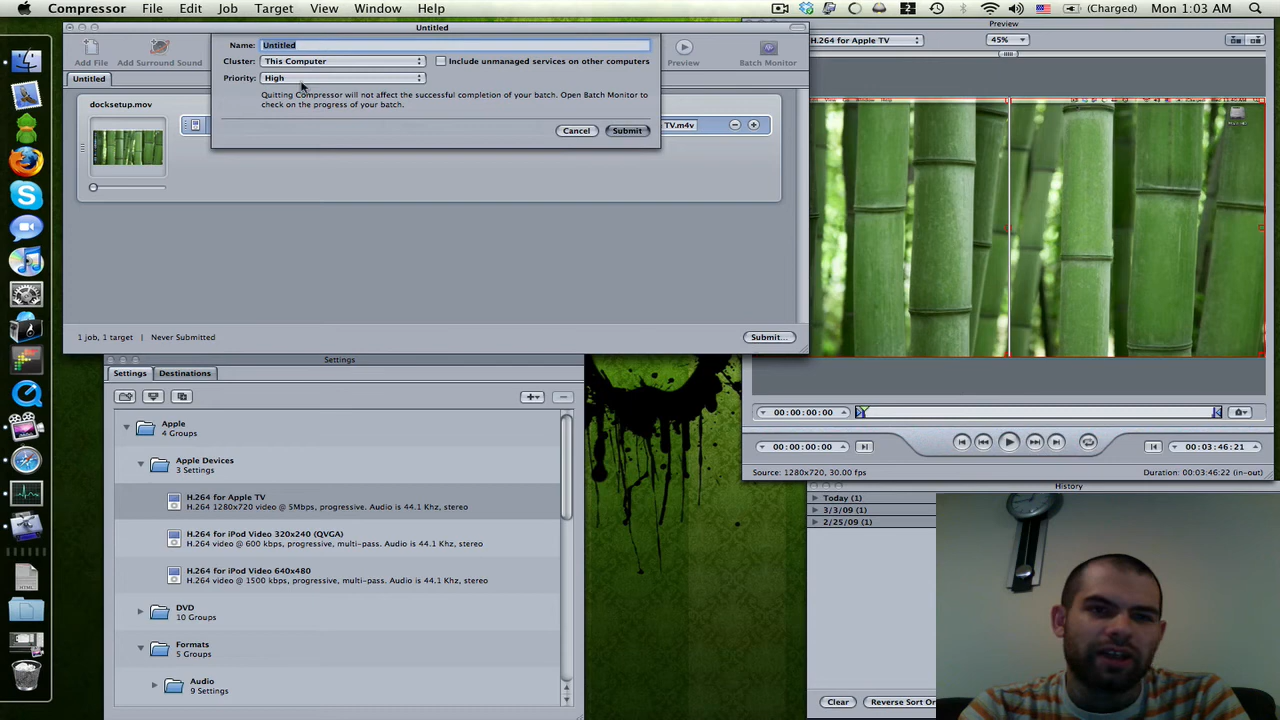 Compressor File Edit Job Target View Window Help
2
(Charged) Mon 1:03 AM
Untitled
Preview
Name: Untitled
H.264 for Apple TV
45%
Add File
Add Surround Sound
Cluster: This Computer
Include unmanaged services on other computers
Preview
Batch Monitor
Untitled
Priority: High
Quitting Compressor will not affect the successful completion of your batch. Open Batch Monitor to
check on the progress of your batch.
docksetup.mov
TV.m4v
Cancel
Submit
1 job, 1 target | Never Submitted
Submit...
Settings
Settings
Destinations
Apple
4 Groups
Apple Devices
3 Settings
H.264 for Apple TV
H.264 1280x720 video @ 5Mbps, progressive. Audio is 44.1 Khz, stereo
H.264 for iPod Video 320x240 (QVGA)
H.264 video @ 600 kbps, progressive, multi-pass. Audio is 44.1 Khz, stereo
H.264 for iPod Video 640x480
H.264 video @ 1500 kbps, progressive, multi-pass. Audio is 44.1 Khz, stereo
DVD
10 Groups
Formats
5 Groups
Audio
9 Settings
00:00:00:00
00:00:00:00
00:03:46:21
Source: 1280x720, 30.00 fps
Duration: 00:03:46:22 (in-out)
History
Today (1)
3/3/09 (1)
2/25/09 (1)
Clear
Reverse Sort Or